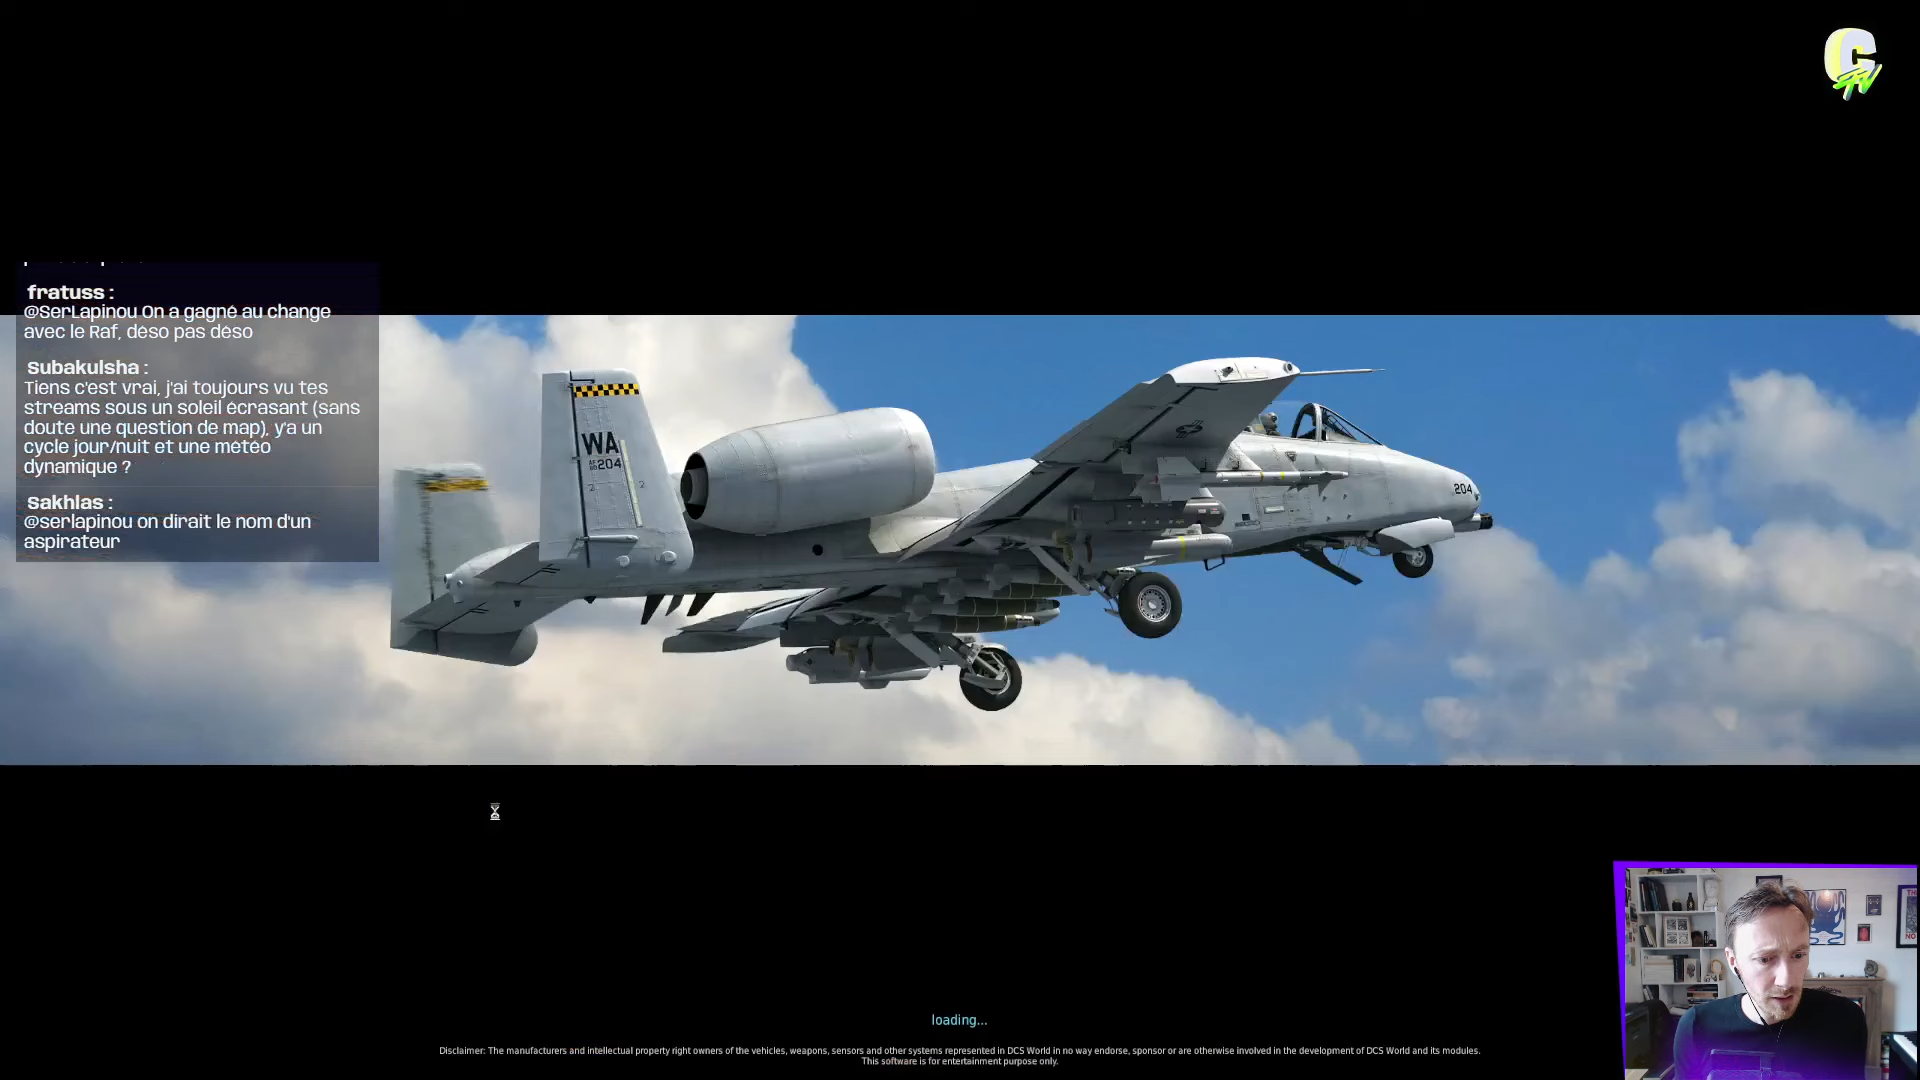 fratuss :
@SerLapinou On a gagné au change
avec le Raf, déso pas déso
Subakulsha :
Tiens c'est vrai, j'ai toujours vu tes
streams sous un soleil écrasant (sans
doute une question de map), y'a un
cycle jour/nuit et une météo
dynamique ?
Sakhlas :
@serlapinou on dirait le nom d'un
aspirateur
WA
AF
80204
204
G
TV
loading...
Disclaimer: The manufacturers and intellectual property right owners of the vehicles, weapons, sensors and other systems represented in DCS World in no way endorse, sponsor or are otherwise involved in the development of DCS World and its modules.
This software is for entertainment purpose only.